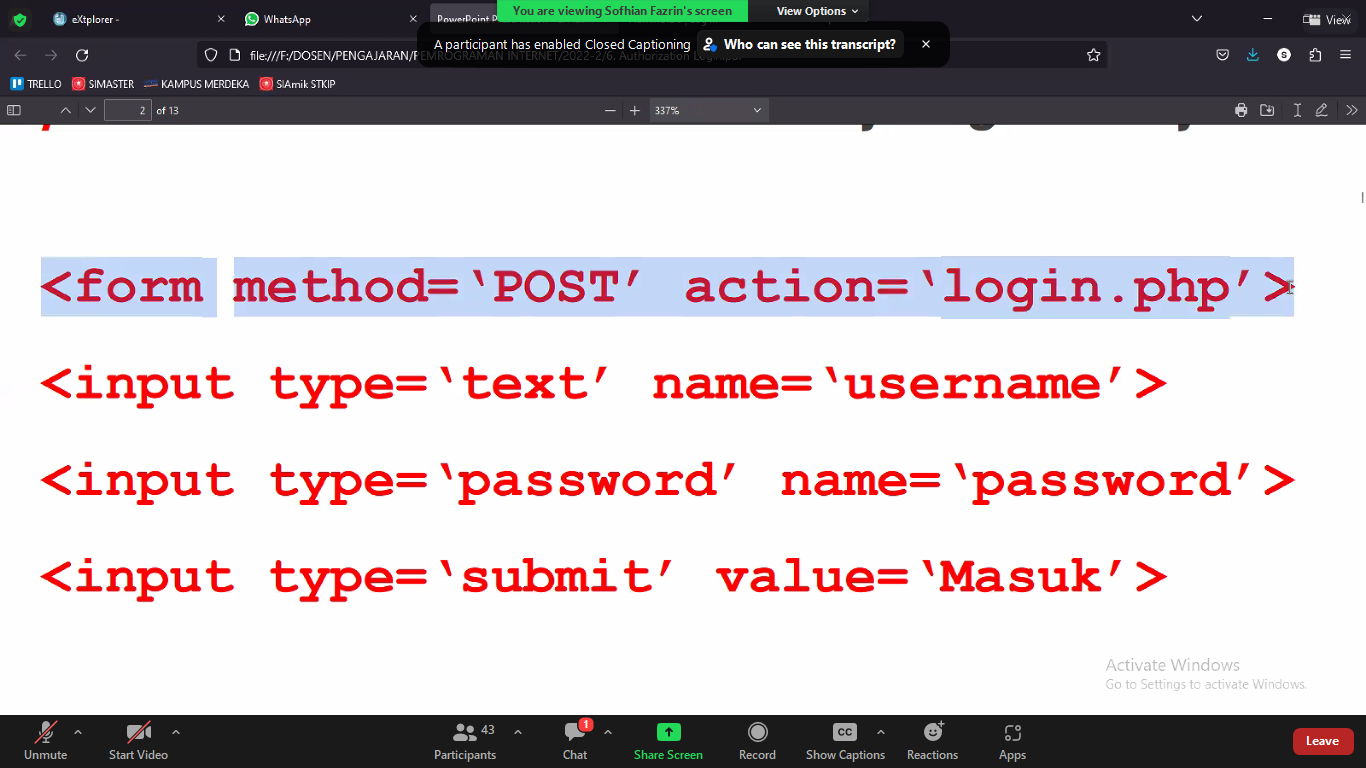 eXtplorer -
WhatsApp
PowerPoint P
You are viewing Sofhian Fazrin's screen
View Options
View
A participant has enabled Closed Captioning
Who can see this transcript?
file:///F:/DOSEN/PENGAJARAN/PEMROGRAMAN INTERNET/2022-2/6. Authorization Login.pdf
TRELLO
SIMASTER
KAMPUS MERDEKA
SIAmik STKIP
2 of 13
337%
<form method=‘POST’ action=‘login.php’>
<input type=‘text’ name=‘username’>
<input type=‘password’ name=‘password’>
<input type=‘submit’ value=‘Masuk’>
Activate Windows
Go to Settings to activate Windows.
43
1
CC
Unmute
Start Video
Participants
Chat
Share Screen
Record
Show Captions
Reactions
Apps
Leave